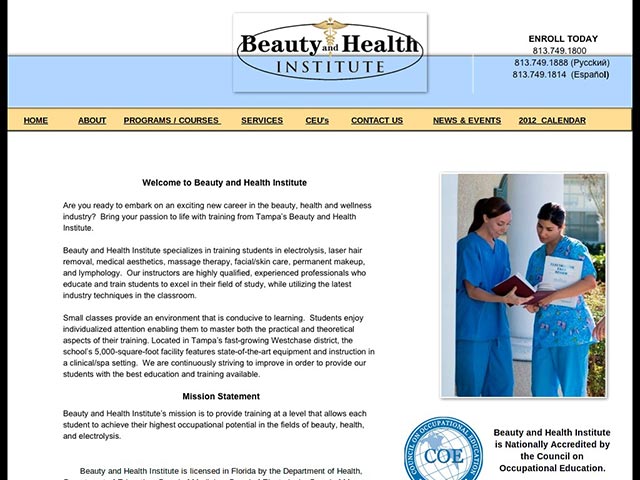 Beauty and Health
INSTITUTE
ENROLL TODAY
813.749.1800
813.749.1888 (Русский)
813.749.1814 (Español)
HOME ABOUT PROGRAMS / COURSES SERVICES CEU's CONTACT US NEWS & EVENTS 2012 CALENDAR
Welcome to Beauty and Health Institute
Are you ready to embark on an exciting new career in the beauty, health and wellness
industry? Bring your passion to life with training from Tampa's Beauty and Health
Institute.
Beauty and Health Institute specializes in training students in electrolysis, laser hair
removal, medical aesthetics, massage therapy, facial/skin care, permanent makeup,
and lymphology. Our instructors are highly qualified, experienced professionals who
educate and train students to excel in their field of study, while utilizing the latest
industry techniques in the classroom.
Small classes provide an environment that is conducive to learning. Students enjoy
individualized attention enabling them to master both the practical and theoretical
aspects of their training. Located in Tampa's fast-growing Westchase district, the
school's 5,000-square-foot facility features state-of-the-art equipment and instruction in
a clinical/spa setting. We are continuously striving to improve in order to provide our
students with the best education and training available.
Mission Statement
Beauty and Health Institute's mission is to provide training at a level that allows each
student to achieve their highest occupational potential in the fields of beauty, health,
and electrolysis.
Beauty and Health Institute is licensed in Florida by the Department of Health,
COUNCIL ON OCCUPATIONAL EDUCATION
COE
Beauty and Health Institute
is Nationally Accredited by
the Council on
Occupational Education.